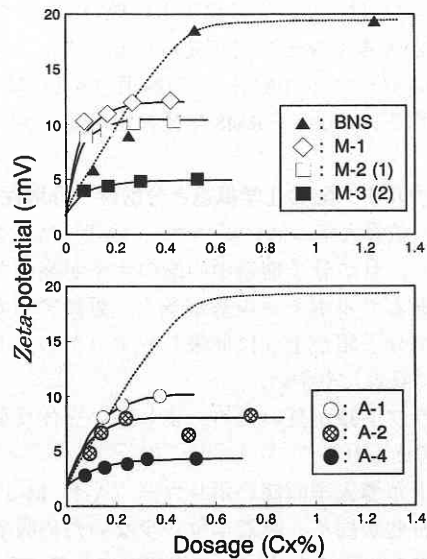 20
15
10
5
0
▲ : BNS
◇ : M-1
□ : M-2 (1)
■ : M-3 (2)
0 0.2 0.4 0.6 0.8 1 1.2 1.4
Zeta-potential (-mV)
20
15
10
5
0
○ : A-1
: A-2
● : A-4
0 0.2 0.4 0.6 0.8 1 1.2 1.4
Dosage (Cx%)